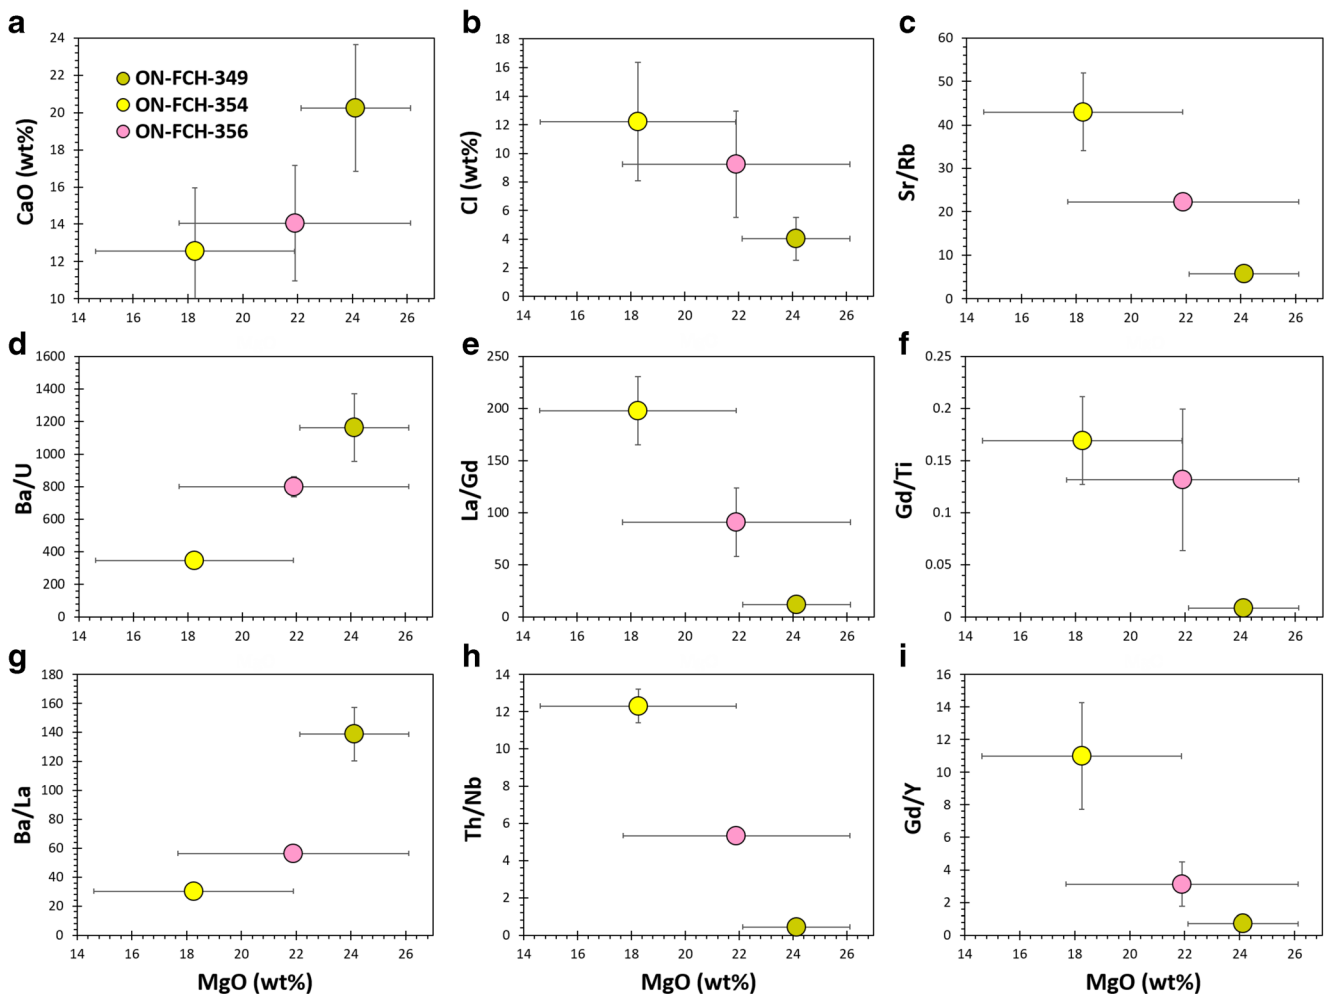 a
CaO (wt%)
24
22
20
18
16
14
12
10
14 16 18 20 22 24 26
ON-FCH-349
ON-FCH-354
ON-FCH-356
b
Cl (wt%)
18
16
14
12
10
8
6
4
2
0
14 16 18 20 22 24 26
c
Sr/Rb
60
50
40
30
20
10
0
14 16 18 20 22 24 26
d
Ba/U
1600
1400
1200
1000
800
600
400
200
0
14 16 18 20 22 24 26
e
La/Gd
250
200
150
100
50
0
14 16 18 20 22 24 26
f
Gd/Ti
0.25
0.2
0.15
0.1
0.05
0
14 16 18 20 22 24 26
g
Ba/La
180
160
140
120
100
80
60
40
20
0
14 16 18 20 22 24 26
MgO (wt%)
h
Th/Nb
14
12
10
8
6
4
2
0
14 16 18 20 22 24 26
MgO (wt%)
i
Gd/Y
16
14
12
10
8
6
4
2
0
14 16 18 20 22 24 26
MgO (wt%)